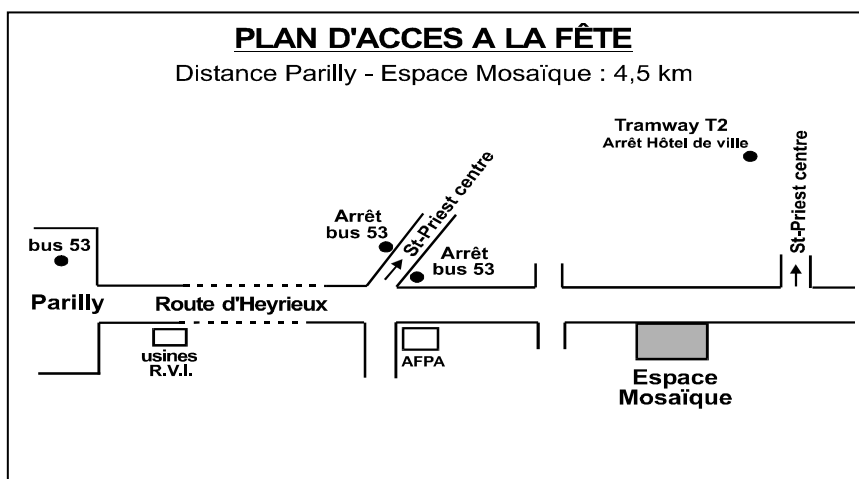 PLAN D'ACCES A LA FÊTE
Distance Parilly - Espace Mosaïque : 4,5 km
Tramway T2
Arrêt Hôtel de ville
St-Priest centre
St-Priest centre
Arrêt
bus 53
bus 53
Arrêt
bus 53
Parilly
Route d'Heyrieux
usines
R.V.I.
AFPA
Espace
Mosaïque